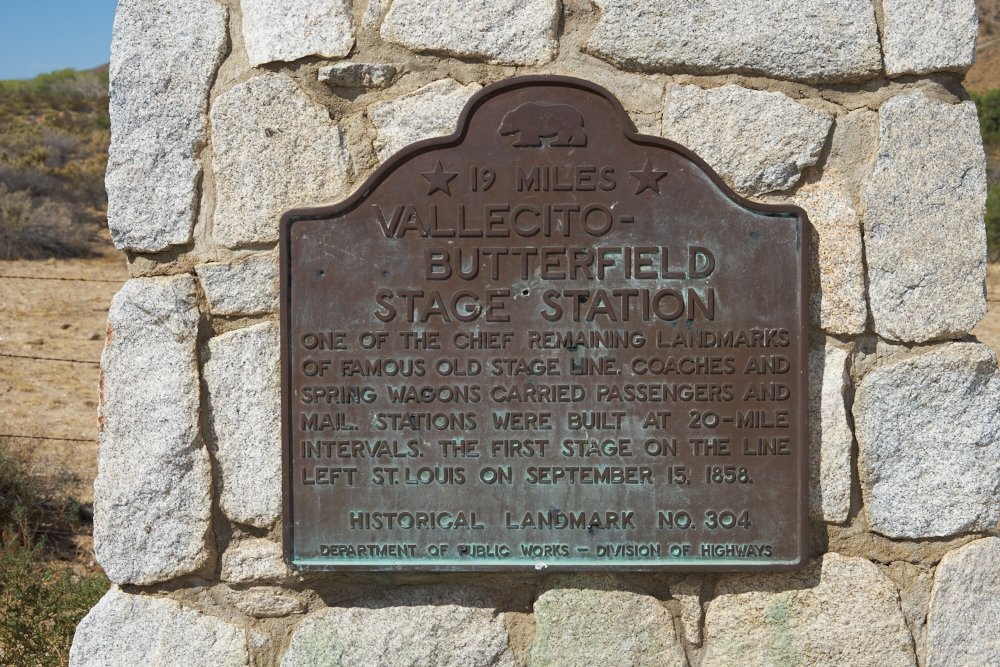 19 MILES
VALLECITO-
BUTTERFIELD
STAGE STATION
ONE OF THE CHIEF REMAINING LANDMARKS
OF FAMOUS OLD STAGE LINE. COACHES AND
SPRING WAGONS CARRIED PASSENGERS AND
MAIL. STATIONS WERE BUILT AT 20-MILE
INTERVALS. THE FIRST STAGE ON THE LINE
LEFT ST. LOUIS ON SEPTEMBER 15, 1858.
HISTORICAL LANDMARK NO. 304
DEPARTMENT OF PUBLIC WORKS - DIVISION OF HIGHWAYS